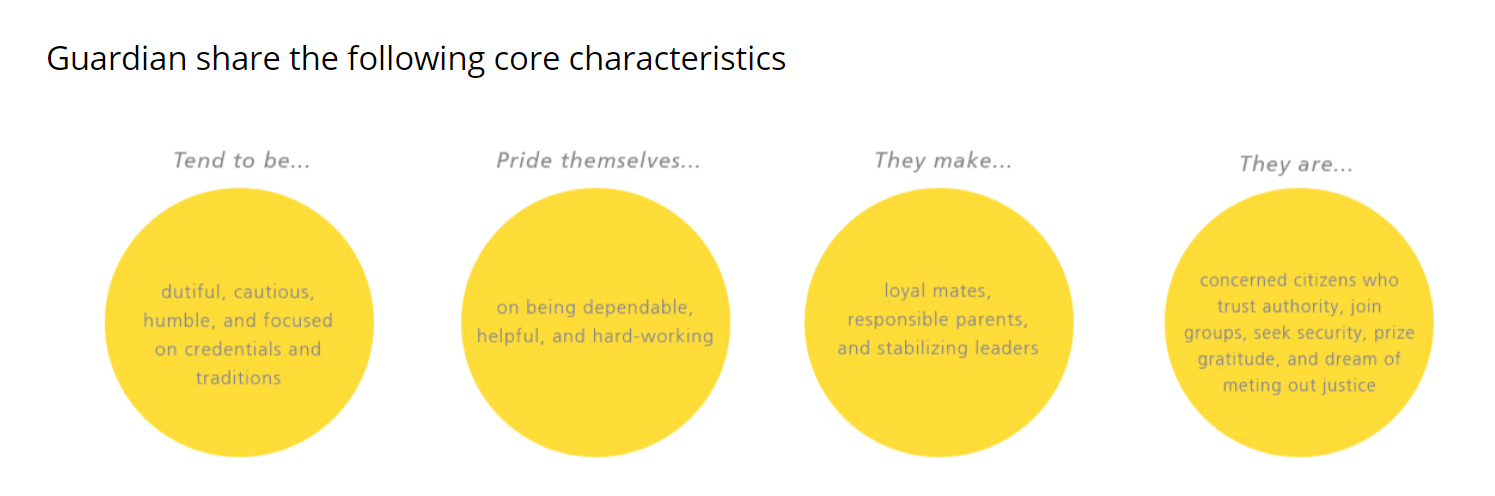 Guardian share the following core characteristics
Tend to be...
dutiful, cautious,
humble, and focused
on credentials and
traditions
Pride themselves...
on being dependable,
helpful, and hard-working
They make...
loyal mates,
responsible parents,
and stabilizing leaders
They are...
concerned citizens who
trust authority, join
groups, seek security, prize
gratitude, and dream of
meting out justice